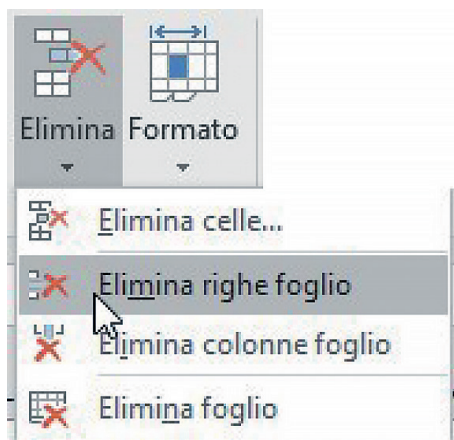 Elimina Formato
Elimina celle...
Elimina righe foglio
Elimina colonne foglio
Elimina foglio